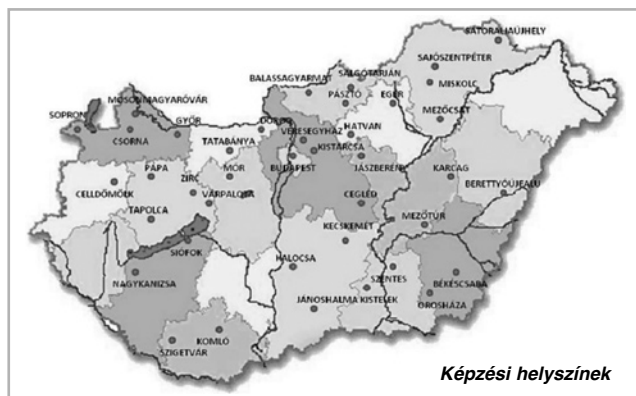 SÁTORALJAÚJHELY
SAJÓSZENTPÉTER
SALGÓTARJÁN
BALASSAGYARMAT
MISKOLC
PÁSZTÓ
EGER
MOSONMAGYARÓVÁR
MEZŐCSÁT
SOPRON
GYŐR
DOROG
HATVAN
CSORNA
VERESEGYHÁZ
TATABÁNYA
KISTARCSA
BUDAPEST
JÁSZBERÉNY
PÁPA
ZIRC
MÓR
KARCAG
CELLDÖMÖLK
VÁRPALOTA
CEGLÉD
BERETTYÓÚJFALU
TAPOLCA
MEZŐTÚR
KECSKEMÉT
SIÓFOK
NAGYKANIZSA
KALOCSA
SZENTES
BÉKÉSCSABA
JÁNOSHALMA
KISTELEK
OROSHÁZA
KOMLÓ
SZIGETVÁR
Képzési helyszínek